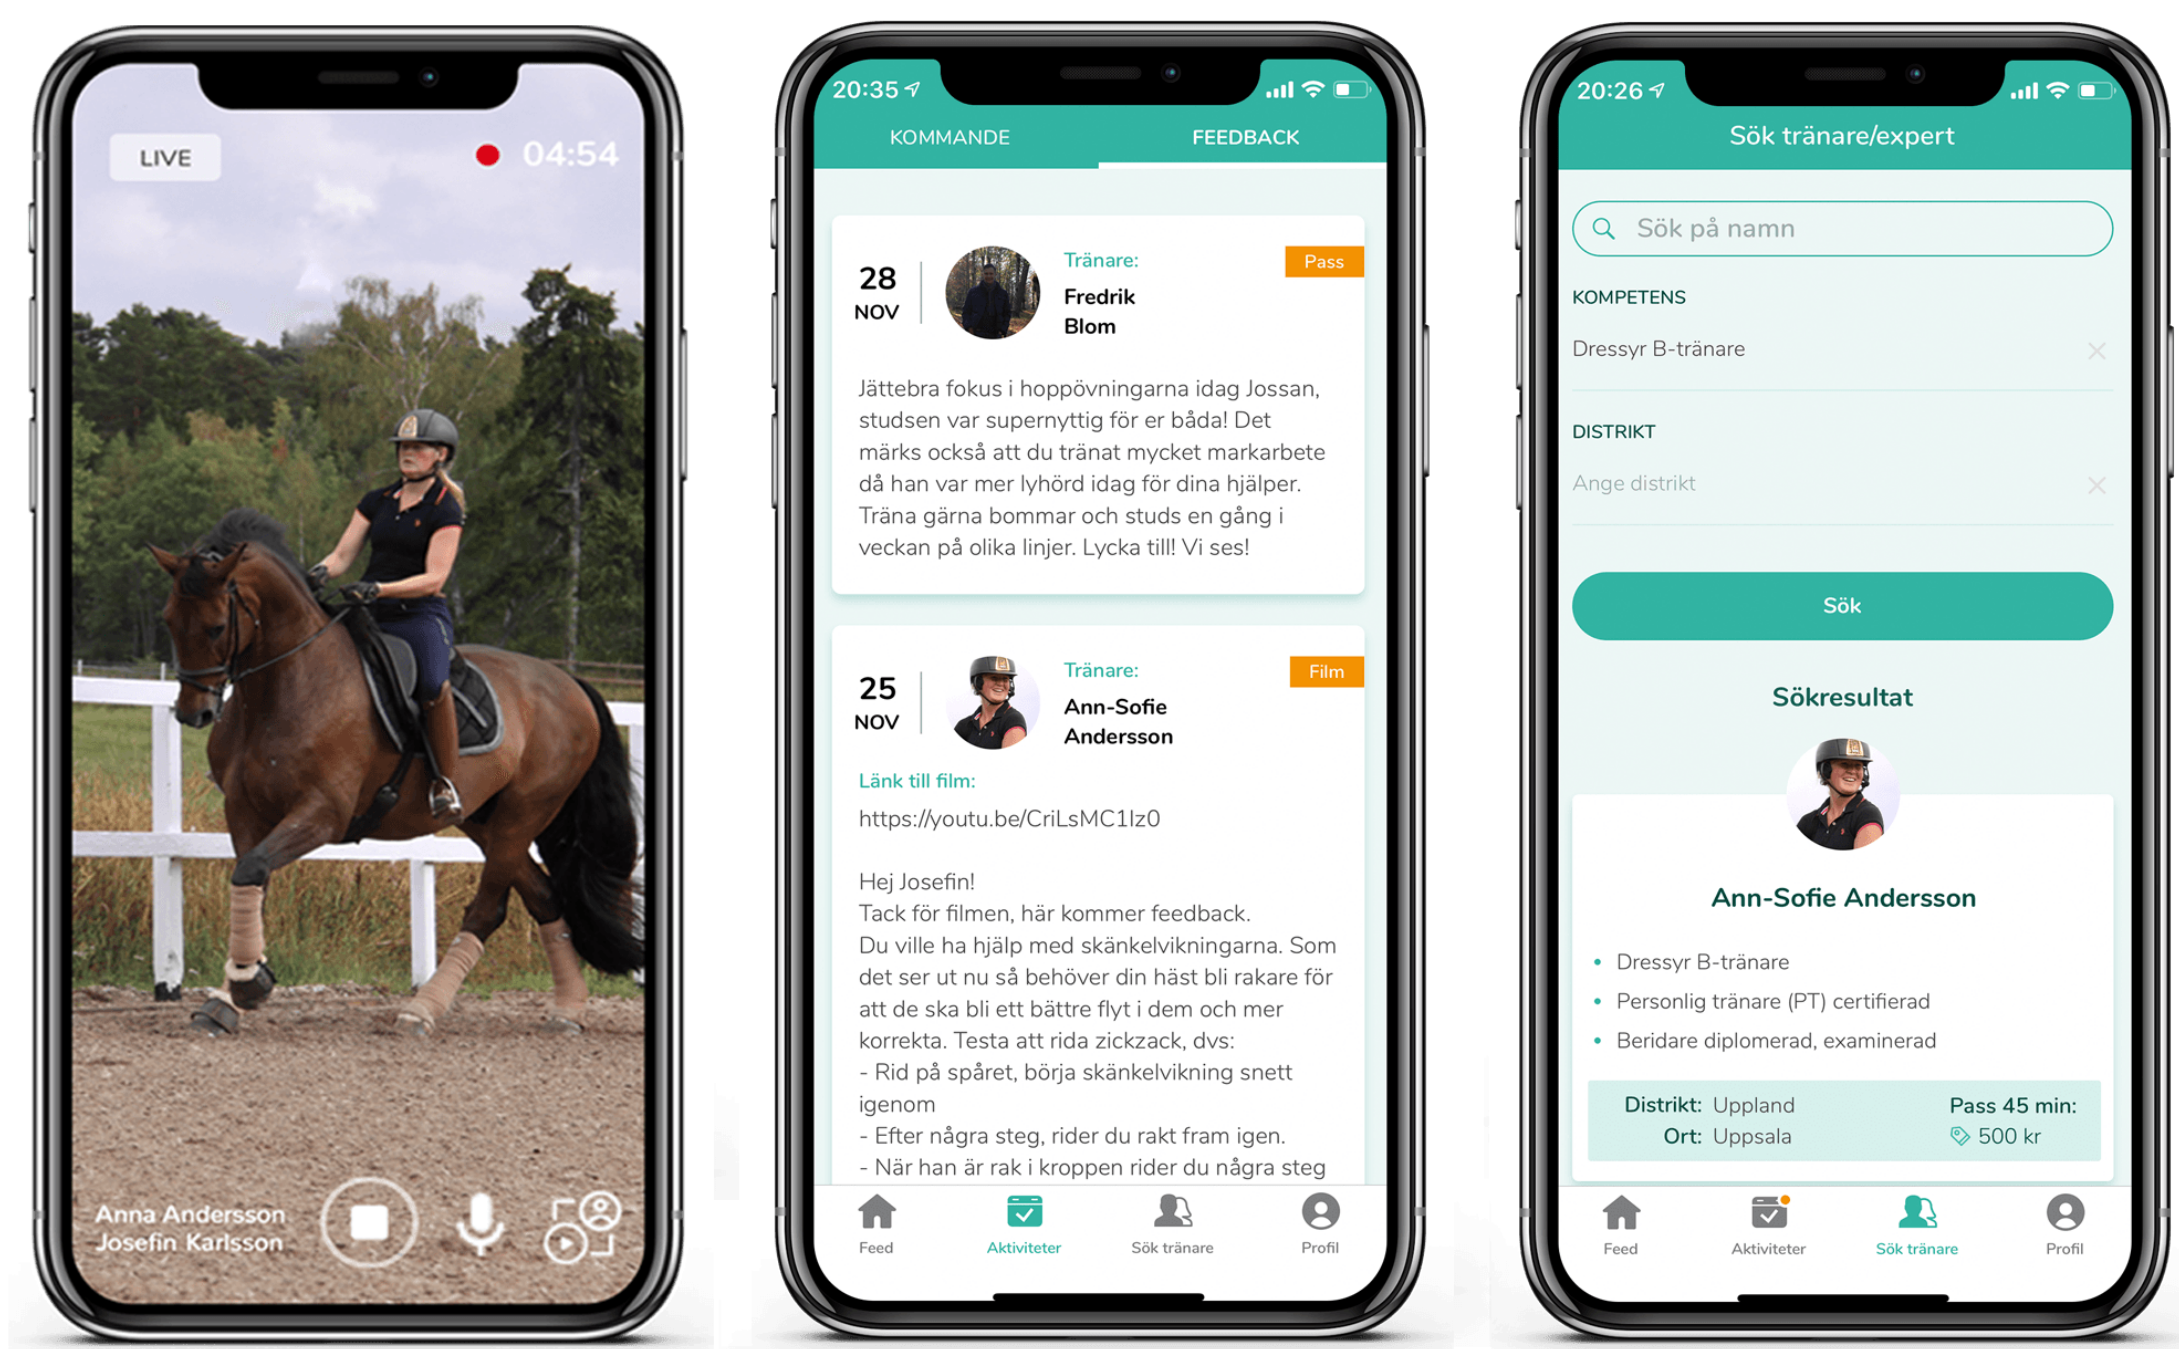 LIVE
04:54
Anna Andersson
Josefin Karlsson
20:35
KOMMANDE
FEEDBACK
28
NOV
Tränare:
Fredrik
Blom
Pass
Jättebra fokus i hoppövningarna idag Jossan,
studsen var supernyttig för er båda! Det
märks också att du tränat mycket markarbete
då han var mer lyhörd idag för dina hjälper.
Träna gärna bommar och studs en gång i
veckan på olika linjer. Lycka till! Vi ses!
25
NOV
Tränare:
Ann-Sofie
Andersson
Film
Länk till film:
https://youtu.be/CriLsMC1Iz0
Hej Josefin!
Tack för filmen, här kommer feedback.
Du ville ha hjälp med skänkelvikningarna. Som
det ser ut nu så behöver din häst bli rakare för
att de ska bli ett bättre flyt i dem och mer
korrekta. Testa att rida zickzack, dvs:
- Rid på spåret, börja skänkelvikning snett
igenom
- Efter några steg, rider du rakt fram igen.
- När han är rak i kroppen rider du några steg
Feed
Aktiviteter
Sök tränare
Profil
20:26
Sök tränare/expert
Sök på namn
KOMPETENS
Dressyr B-tränare
DISTRIKT
Ange distrikt
Sök
Sökresultat
Ann-Sofie Andersson
• Dressyr B-tränare
• Personlig tränare (PT) certifierad
• Beridare diplomerad, examinerad
Distrikt: Uppland
Ort: Uppsala
Pass 45 min:
500 kr
Feed
Aktiviteter
Sök tränare
Profil